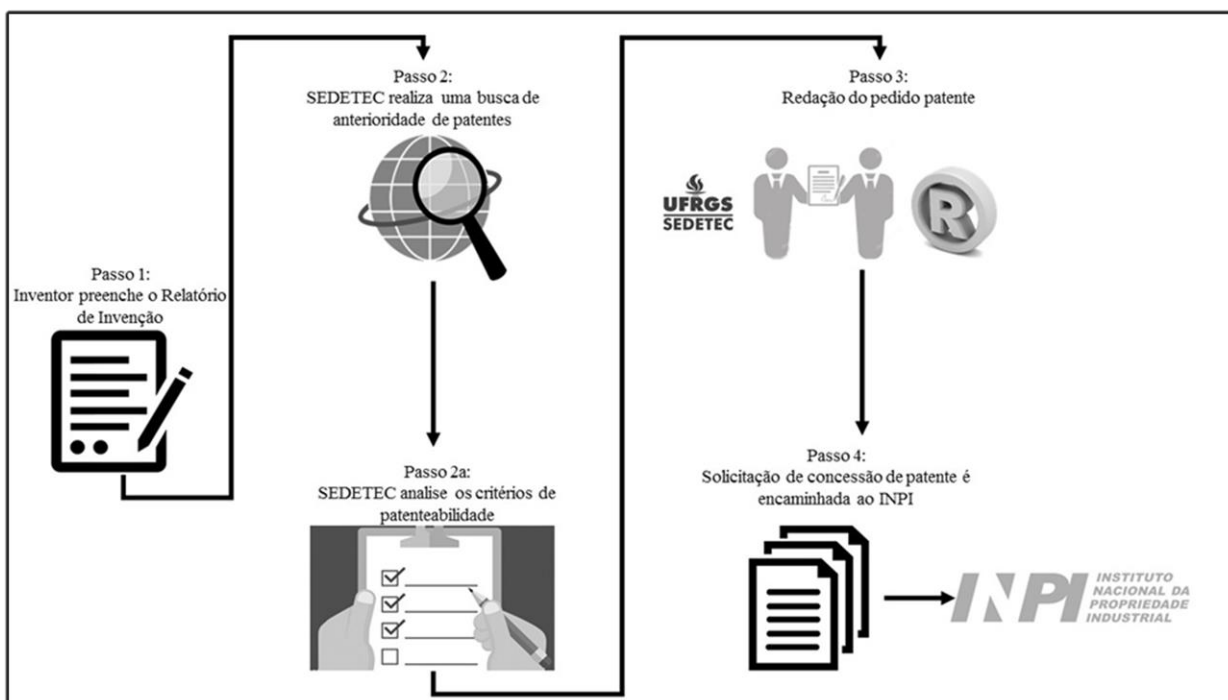 Passo 1:
Inventor preenche o Relatório
de Invenção
Passo 2:
SEDETEC realiza uma busca de
anterioridade de patentes
Passo 2a:
SEDETEC analise os critérios de
patenteabilidade
Passo 3:
Redação do pedido patente
UFRGS
SEDETEC
R
Passo 4:
Solicitação de concessão de patente é
encaminhada ao INPI
INPI
INSTITUTO
NACIONAL DA
PROPRIEDADE
INDUSTRIAL